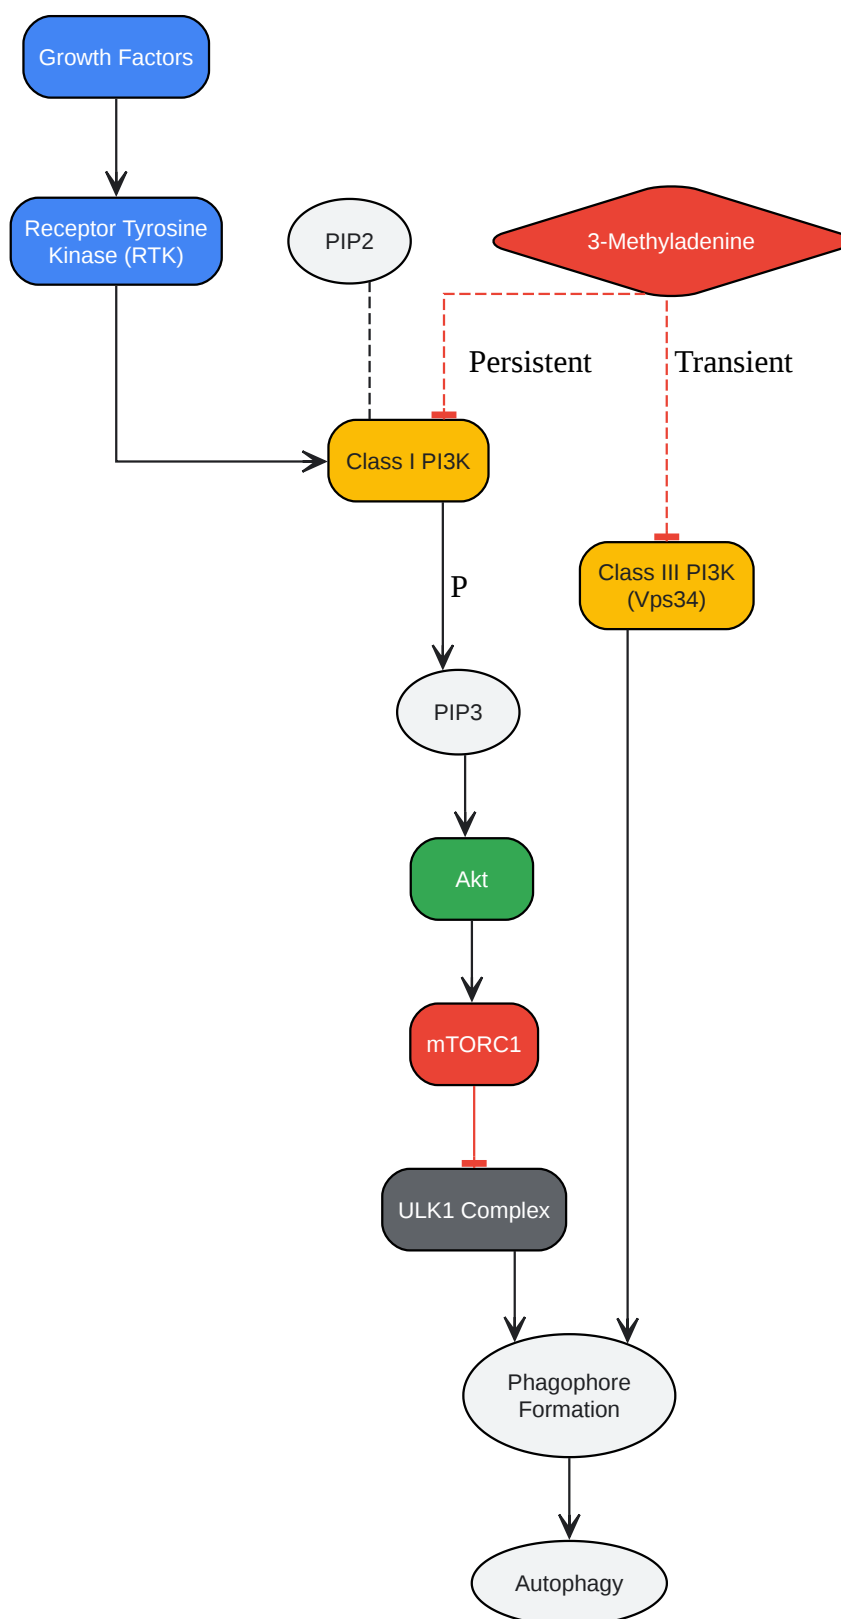 Growth Factors
Receptor Tyrosine
Kinase (RTK)
PIP2
3-Methyladenine
Persistent
Transient
Class I PI3K
Class III PI3K
(Vps34)
P
PIP3
Akt
mTORC1
ULK1 Complex
Phagophore
Formation
Autophagy